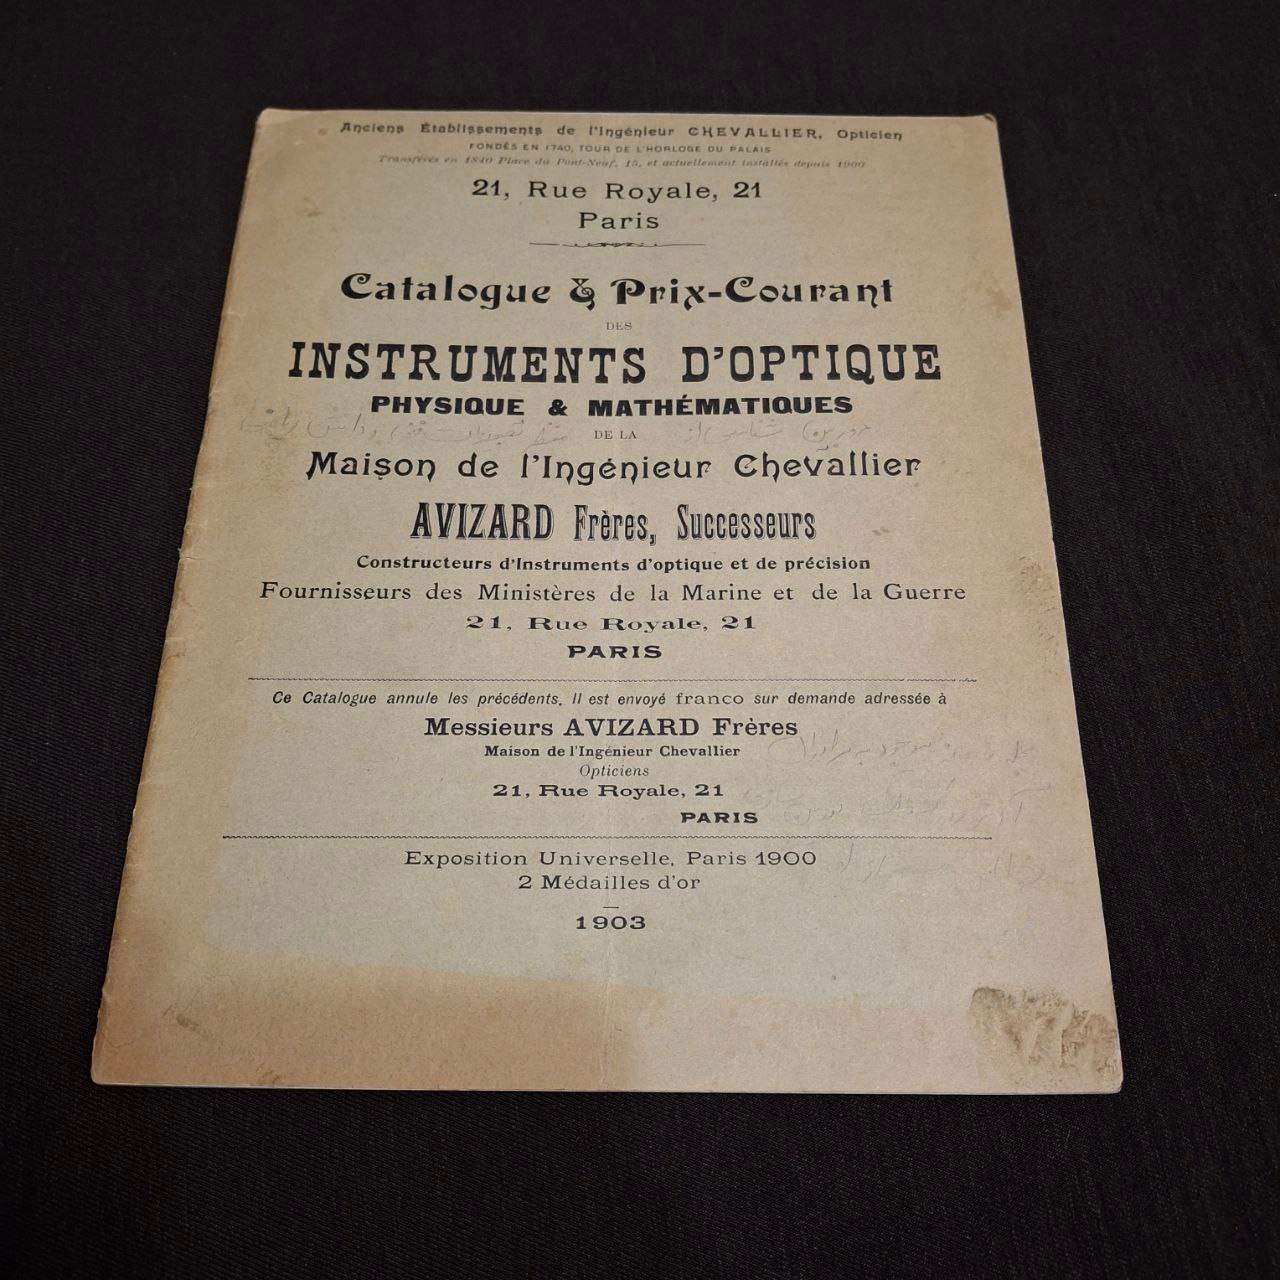 Anciens Établissements de l'Ingénieur CHEVALLIER, Opticien
FONDÉS EN 1740, TOUR DE L'HORLOGE DU PALAIS
Transférés en 1840 Place du Pont-Neuf, 15, et actuellement installés depuis 1900
21, Rue Royale, 21
Paris
Catalogue & Prix-Courant
DES
INSTRUMENTS D'OPTIQUE
PHYSIQUE & MATHÉMATIQUES
DE LA
Maison de l'Ingénieur Chevallier
AVIZARD Frères, Successeurs
Constructeurs d'Instruments d'optique et de précision
Fournisseurs des Ministères de la Marine et de la Guerre
21, Rue Royale, 21
PARIS
Ce Catalogue annule les précédents. Il est envoyé franco sur demande adressée à
Messieurs AVIZARD Frères
Maison de l'Ingénieur Chevallier
Opticiens
21, Rue Royale, 21
PARIS
Exposition Universelle, Paris 1900
2 Médailles d'or
1903